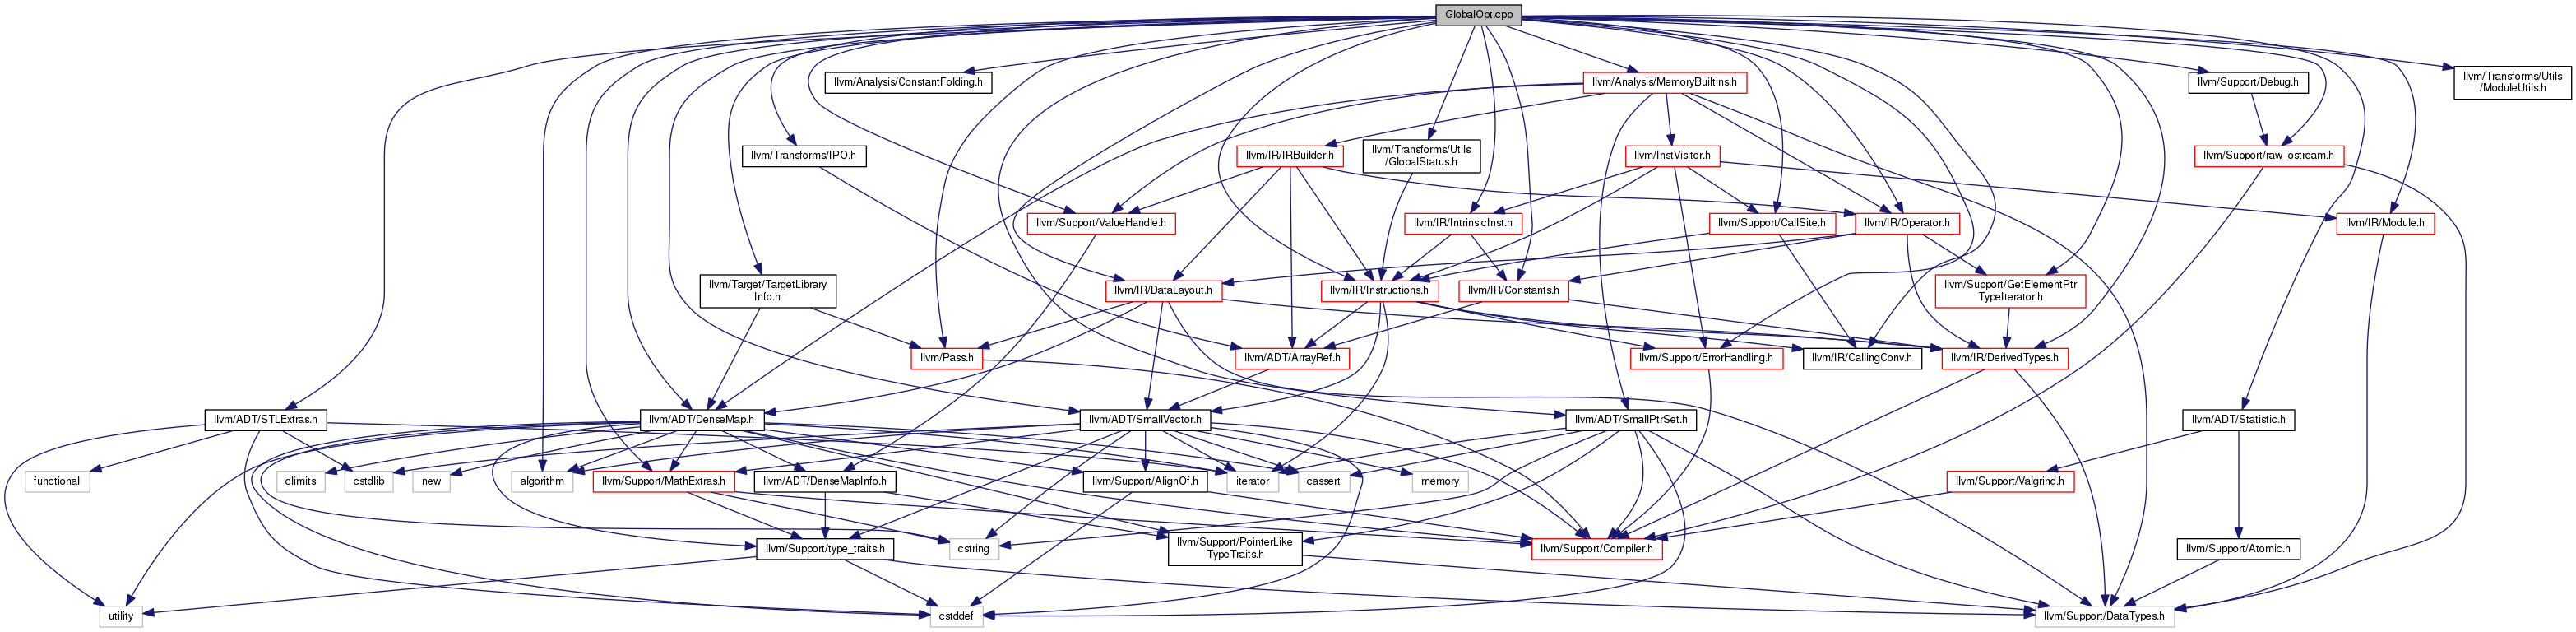 GlobalOpt.cpp
llvm/Analysis/ConstantFolding.h
llvm/Analysis/MemoryBuiltins.h
llvm/Support/Debug.h
llvm/Transforms/Utils
/ModuleUtils.h
llvm/Transforms/IPO.h
llvm/IR/IRBuilder.h
llvm/Transforms/Utils
/GlobalStatus.h
llvm/InstVisitor.h
llvm/Support/raw_ostream.h
llvm/Support/ValueHandle.h
llvm/IR/IntrinsicInst.h
llvm/Support/CallSite.h
llvm/IR/Operator.h
llvm/IR/Module.h
llvm/Target/TargetLibrary
Info.h
llvm/IR/DataLayout.h
llvm/IR/Instructions.h
llvm/IR/Constants.h
llvm/Support/GetElementPtr
TypeIterator.h
llvm/Pass.h
llvm/ADT/ArrayRef.h
llvm/Support/ErrorHandling.h
llvm/IR/CallingConv.h
llvm/IR/DerivedTypes.h
llvm/ADT/STLExtras.h
llvm/ADT/DenseMap.h
llvm/ADT/SmallVector.h
llvm/ADT/SmallPtrSet.h
llvm/ADT/Statistic.h
functional
climits
cstdlib
new
algorithm
llvm/Support/MathExtras.h
llvm/ADT/DenseMapInfo.h
llvm/Support/AlignOf.h
iterator
cassert
memory
llvm/Support/Valgrind.h
llvm/Support/type_traits.h
cstring
llvm/Support/PointerLike
TypeTraits.h
llvm/Support/Compiler.h
llvm/Support/Atomic.h
utility
cstddef
llvm/Support/DataTypes.h